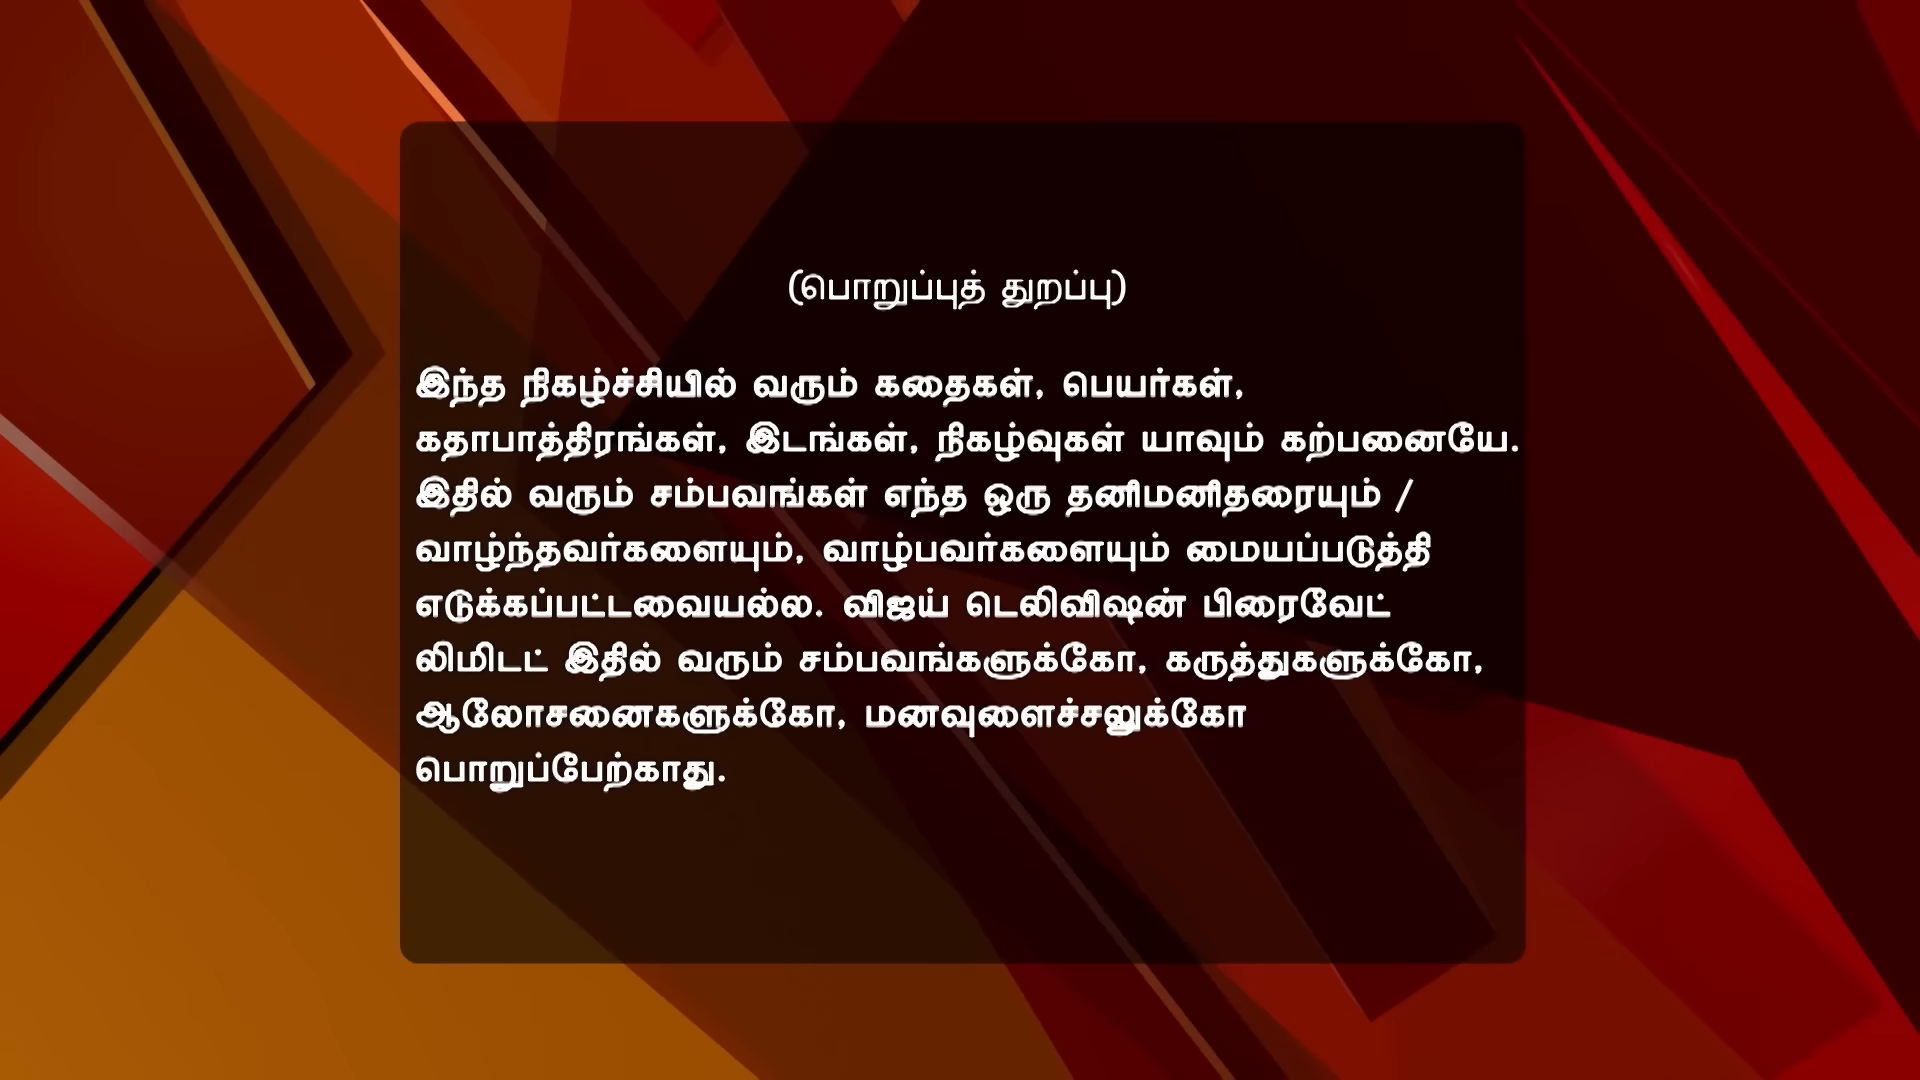 (பொறுப்புத் துறப்பு)
இந்த நிகழ்ச்சியில் வரும் கதைகள், பெயர்கள்,
கதாபாத்திரங்கள், இடங்கள், நிகழ்வுகள் யாவும் கற்பனையே.
இதில் வரும் சம்பவங்கள் எந்த ஒரு தனிமனிதரையும் /
வாழ்ந்தவர்களையும், வாழ்பவர்களையும் மையப்படுத்தி
எடுக்கப்பட்டவையல்ல. விஜய் டெலிவிஷன் பிரைவேட்
லிமிடட் இதில் வரும் சம்பவங்களுக்கோ, கருத்துகளுக்கோ,
ஆலோசனைகளுக்கோ, மனவுளைச்சலுக்கோ
பொறுப்பேற்காது.